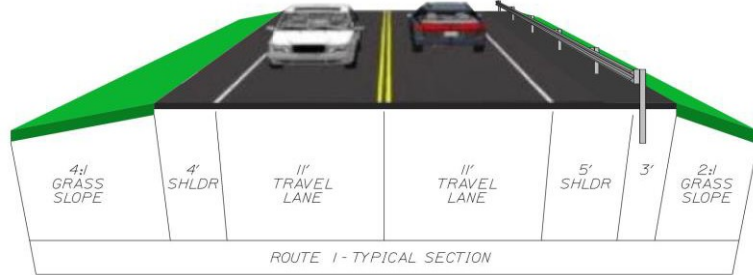 4:1
GRASS
SLOPE
4'
SHLDR
11'
TRAVEL
LANE
11'
TRAVEL
LANE
5'
SHLDR
3'
2:1
GRASS
SLOPE
ROUTE 1 - TYPICAL SECTION